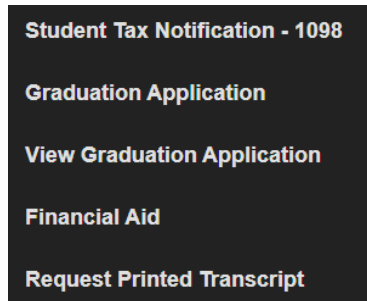 Student Tax Notification - 1098
Graduation Application
View Graduation Application
Financial Aid
Request Printed Transcript